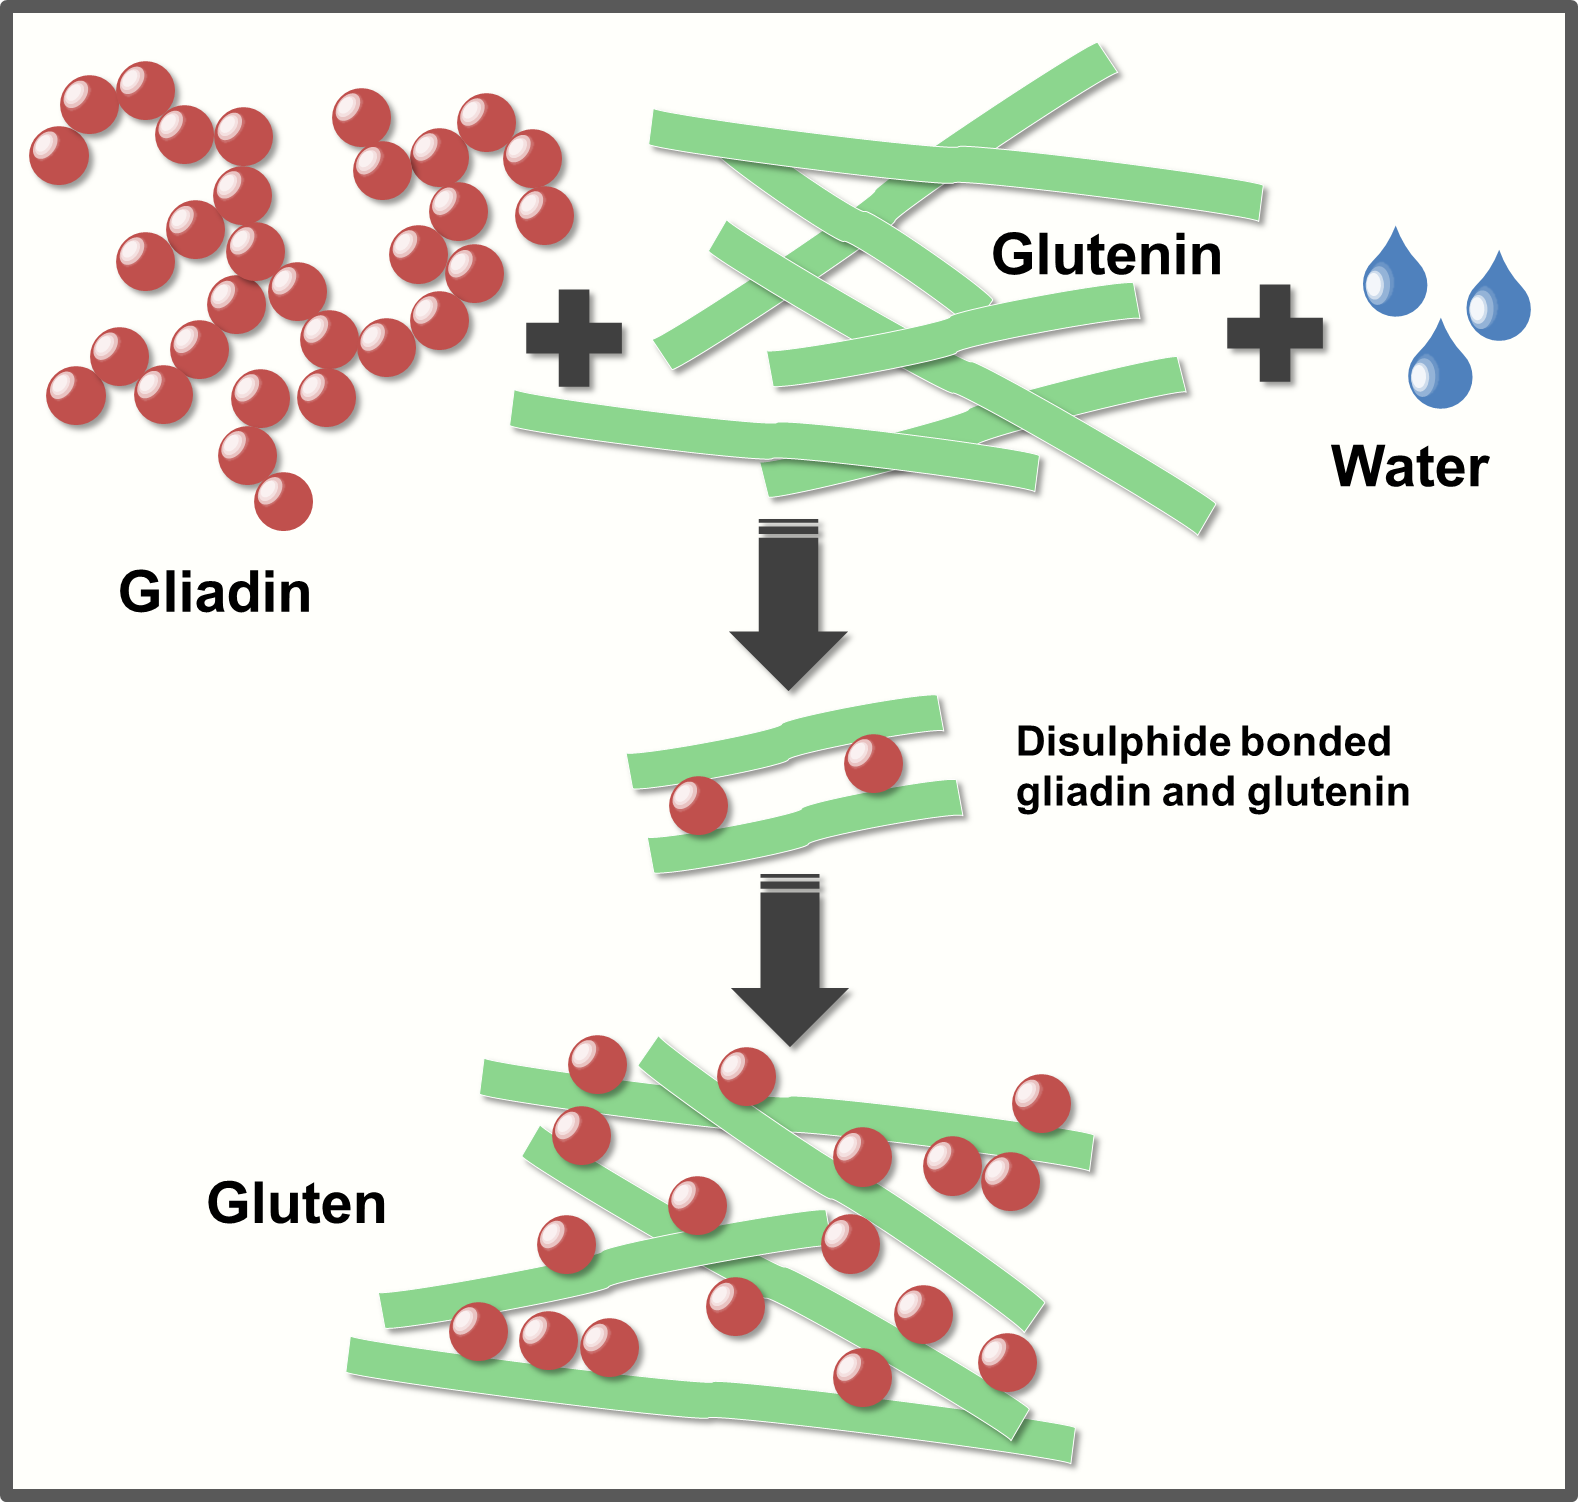 Glutenin
Water
Gliadin
Disulphide bonded
gliadin and glutenin
Gluten